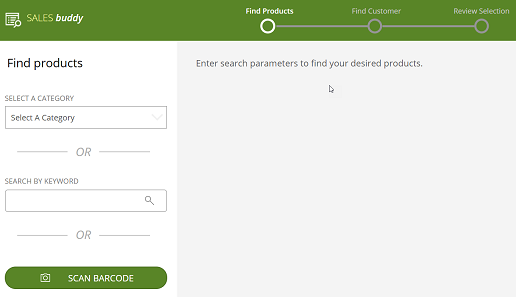 SALES buddy
Find Products
Find Customer
Review Selection
Find products
SELECT A CATEGORY
Select A Category
OR
SEARCH BY KEYWORD
OR
SCAN BARCODE
Enter search parameters to find your desired products.